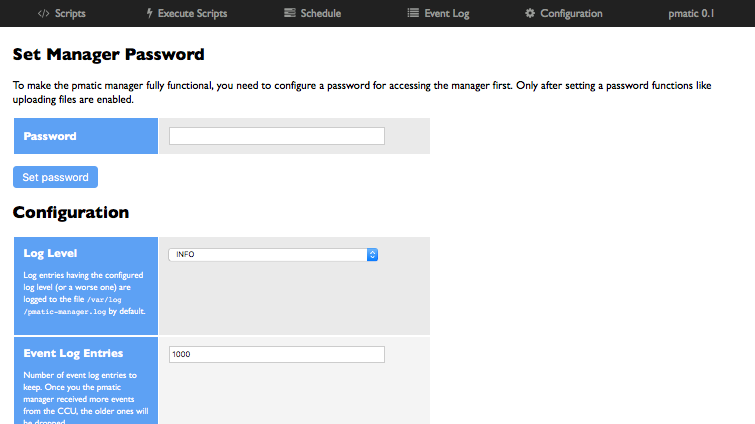 Scripts Execute Scripts Schedule Event Log Configuration pmatic 0.1
Set Manager Password
To make the pmatic manager fully functional, you need to configure a password for accessing the manager first. Only after setting a password functions like
uploading files are enabled.
Password
Set password
Configuration
Log Level INFO
Log entries having the configured
log level (or a worse one) are
logged to the file /var/log
/pmatic-manager.log by default.
Event Log Entries 1000
Number of event log entries to
keep. Once you the pmatic
manager received more events
from the CCU, the older ones will
be dropped